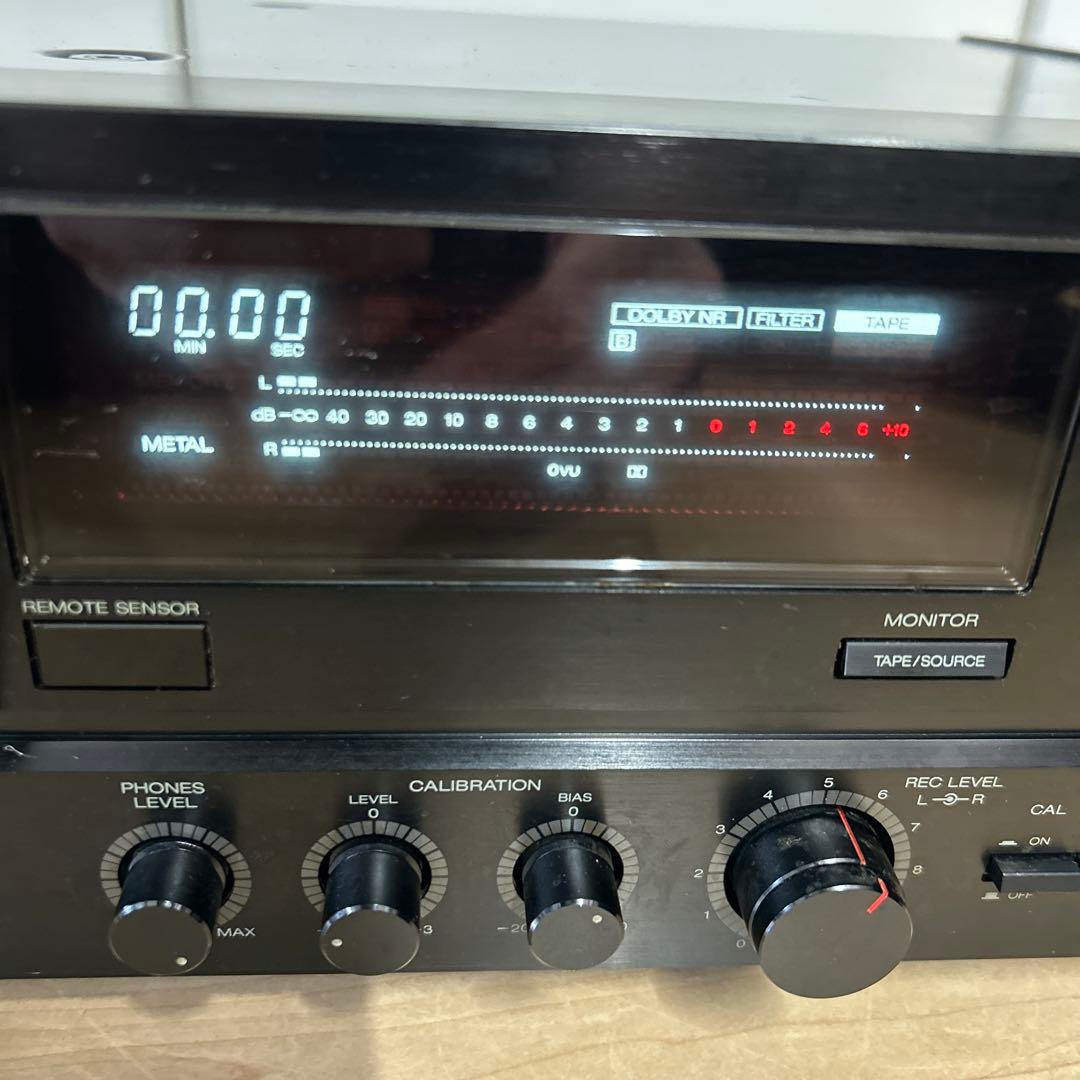 00.00
MIN SEC
DOLBY NR FILTER TAPE
B
L
dB -∞ 40 30 20 10 8 6 4 3 2 1 0 1 2 4 6 +10
METAL
R
0VU
REMOTE SENSOR
MONITOR
TAPE/SOURCE
PHONES
LEVEL
MAX
CALIBRATION
LEVEL
0
3
BIAS
0
-20
REC LEVEL
L R
0 1 2 3 4 5 6 7 8
CAL
ON
OFF